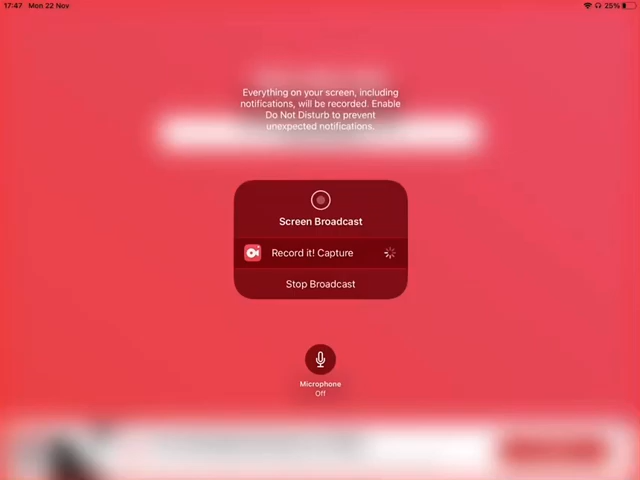 17:47 Mon 22 Nov 25%
Everything on your screen, including
notifications, will be recorded. Enable
Do Not Disturb to prevent
unexpected notifications.
Screen Broadcast
Record it! Capture
Stop Broadcast
Microphone
Off